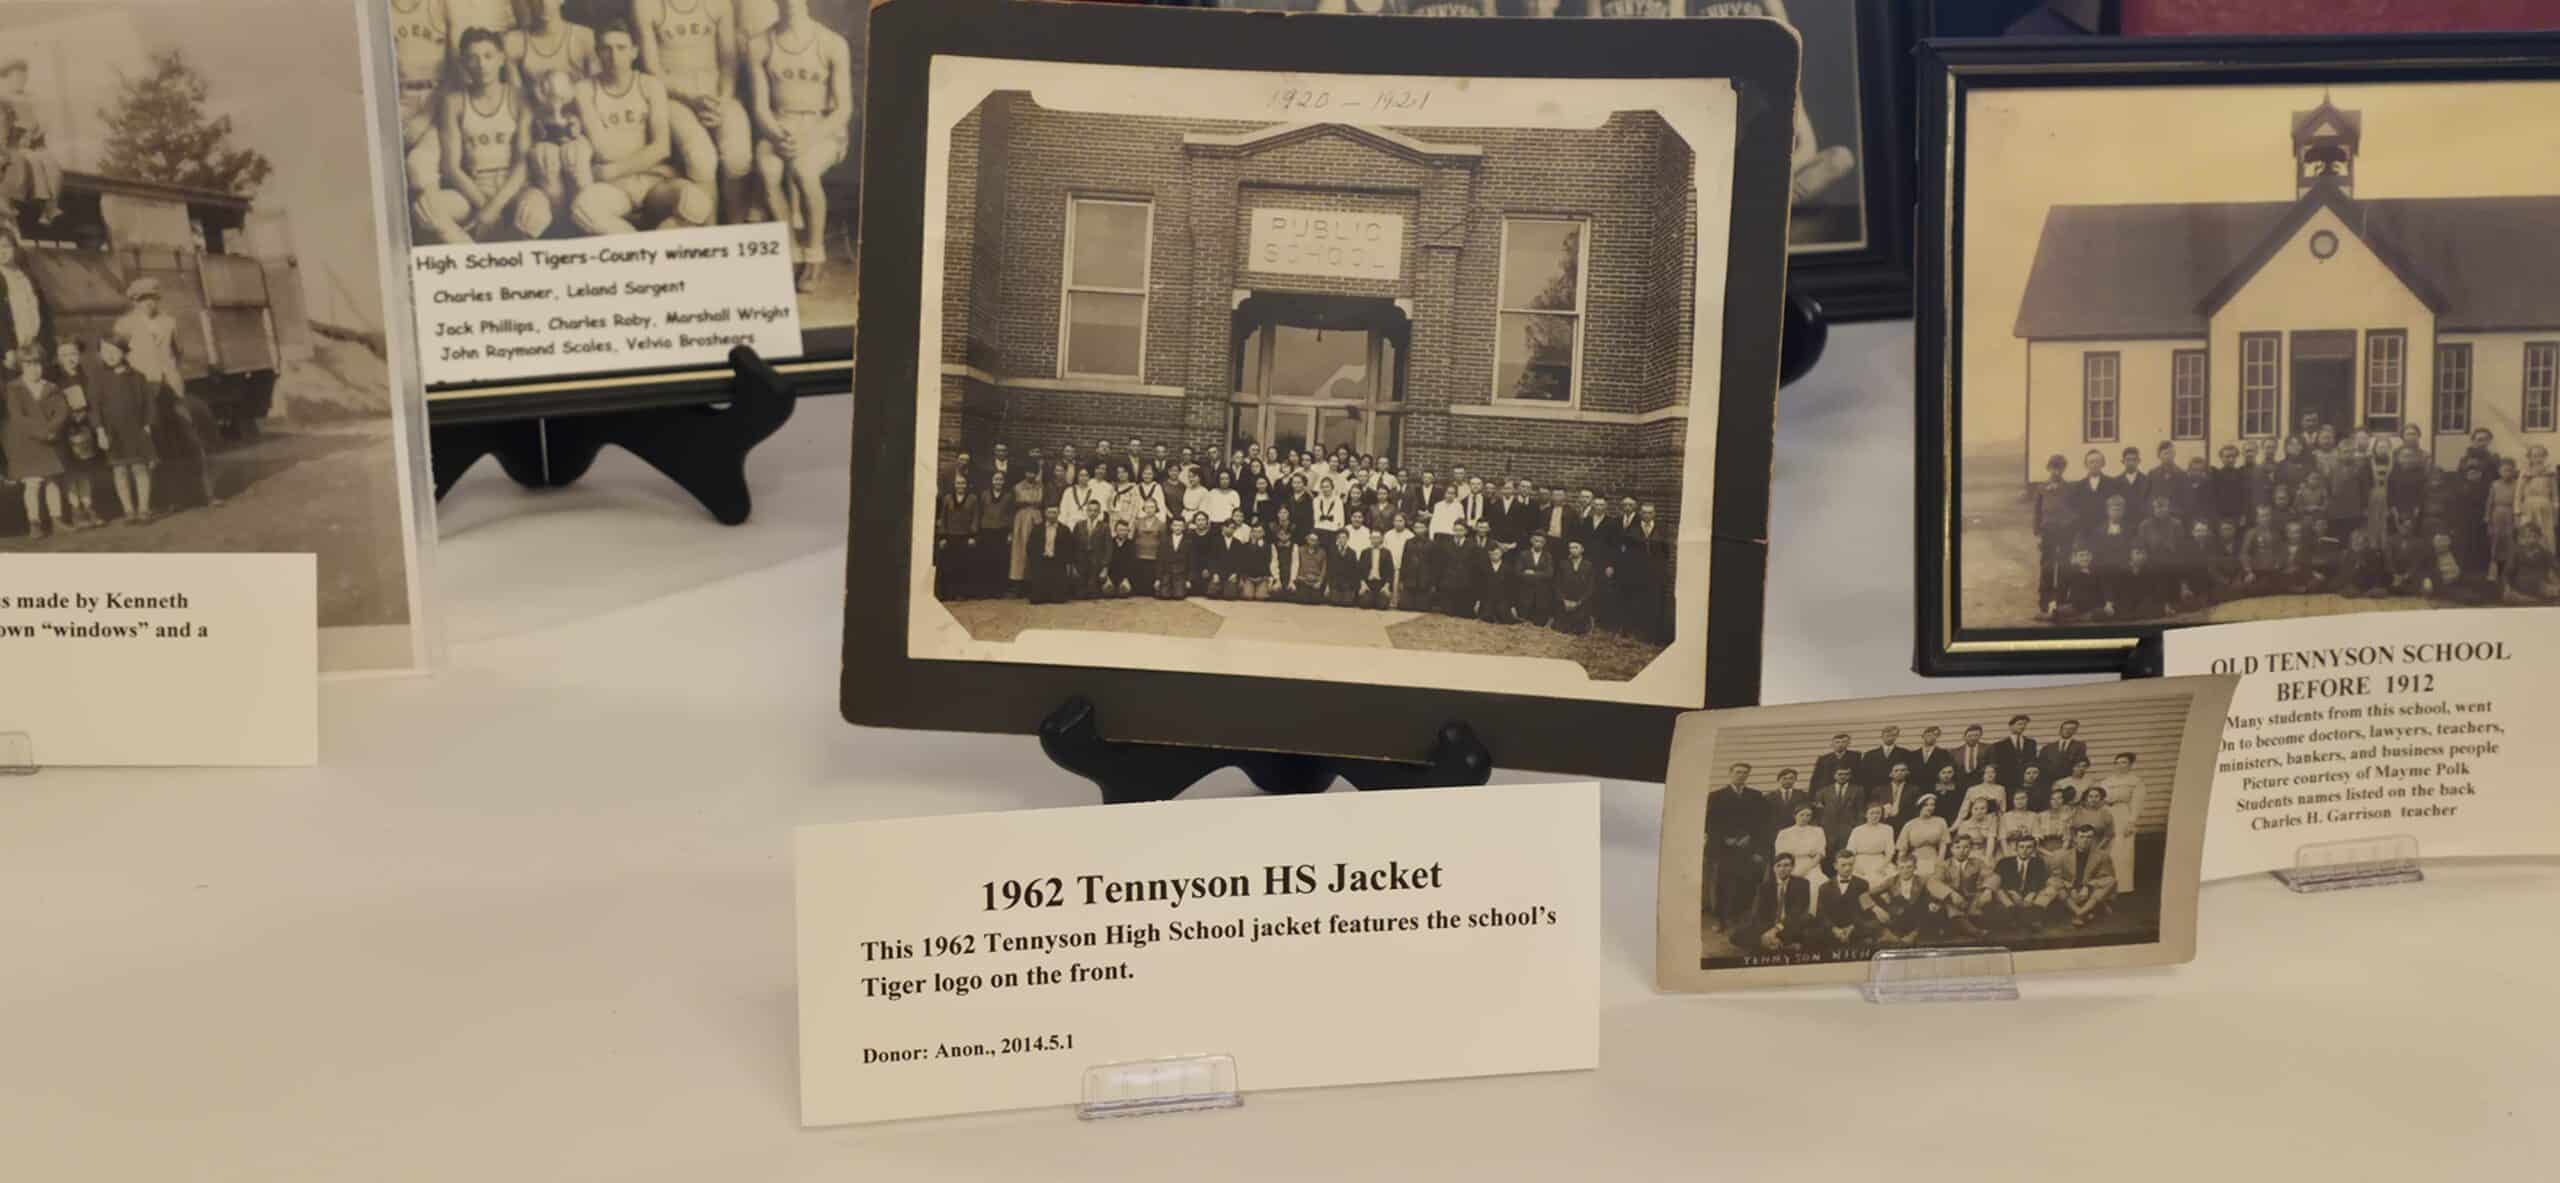 s made by Kenneth
own “windows” and a
High School Tigers-County winners 1932
Charles Bruner, Leland Sargent
Jack Phillips, Charles Roby, Marshall Wright
John Raymond Scales, Velvio Broshears
1920 - 1921
PUBLIC
SCHOOL
1962 Tennyson HS Jacket
This 1962 Tennyson High School jacket features the school’s
Tiger logo on the front.
Donor: Anon., 2014.5.1
TENNYSON HIGH
OLD TENNYSON SCHOOL
BEFORE 1912
Many students from this school, went
On to become doctors, lawyers, teachers,
ministers, bankers, and business people
Picture courtesy of Mayme Polk
Students names listed on the back
Charles H. Garrison teacher
TENNYSON